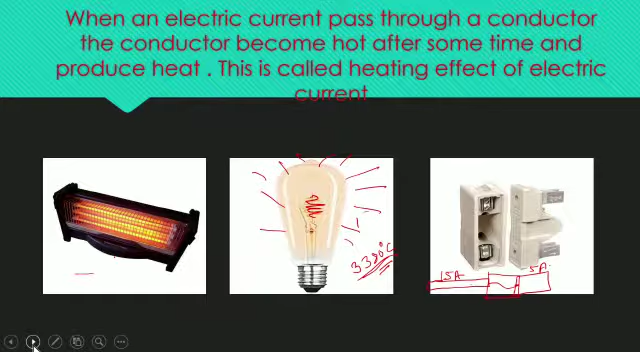 When an electric current pass through a conductor
the conductor become hot after some time and
produce heat . This is called heating effect of electric
current
3380°C
15A
5A